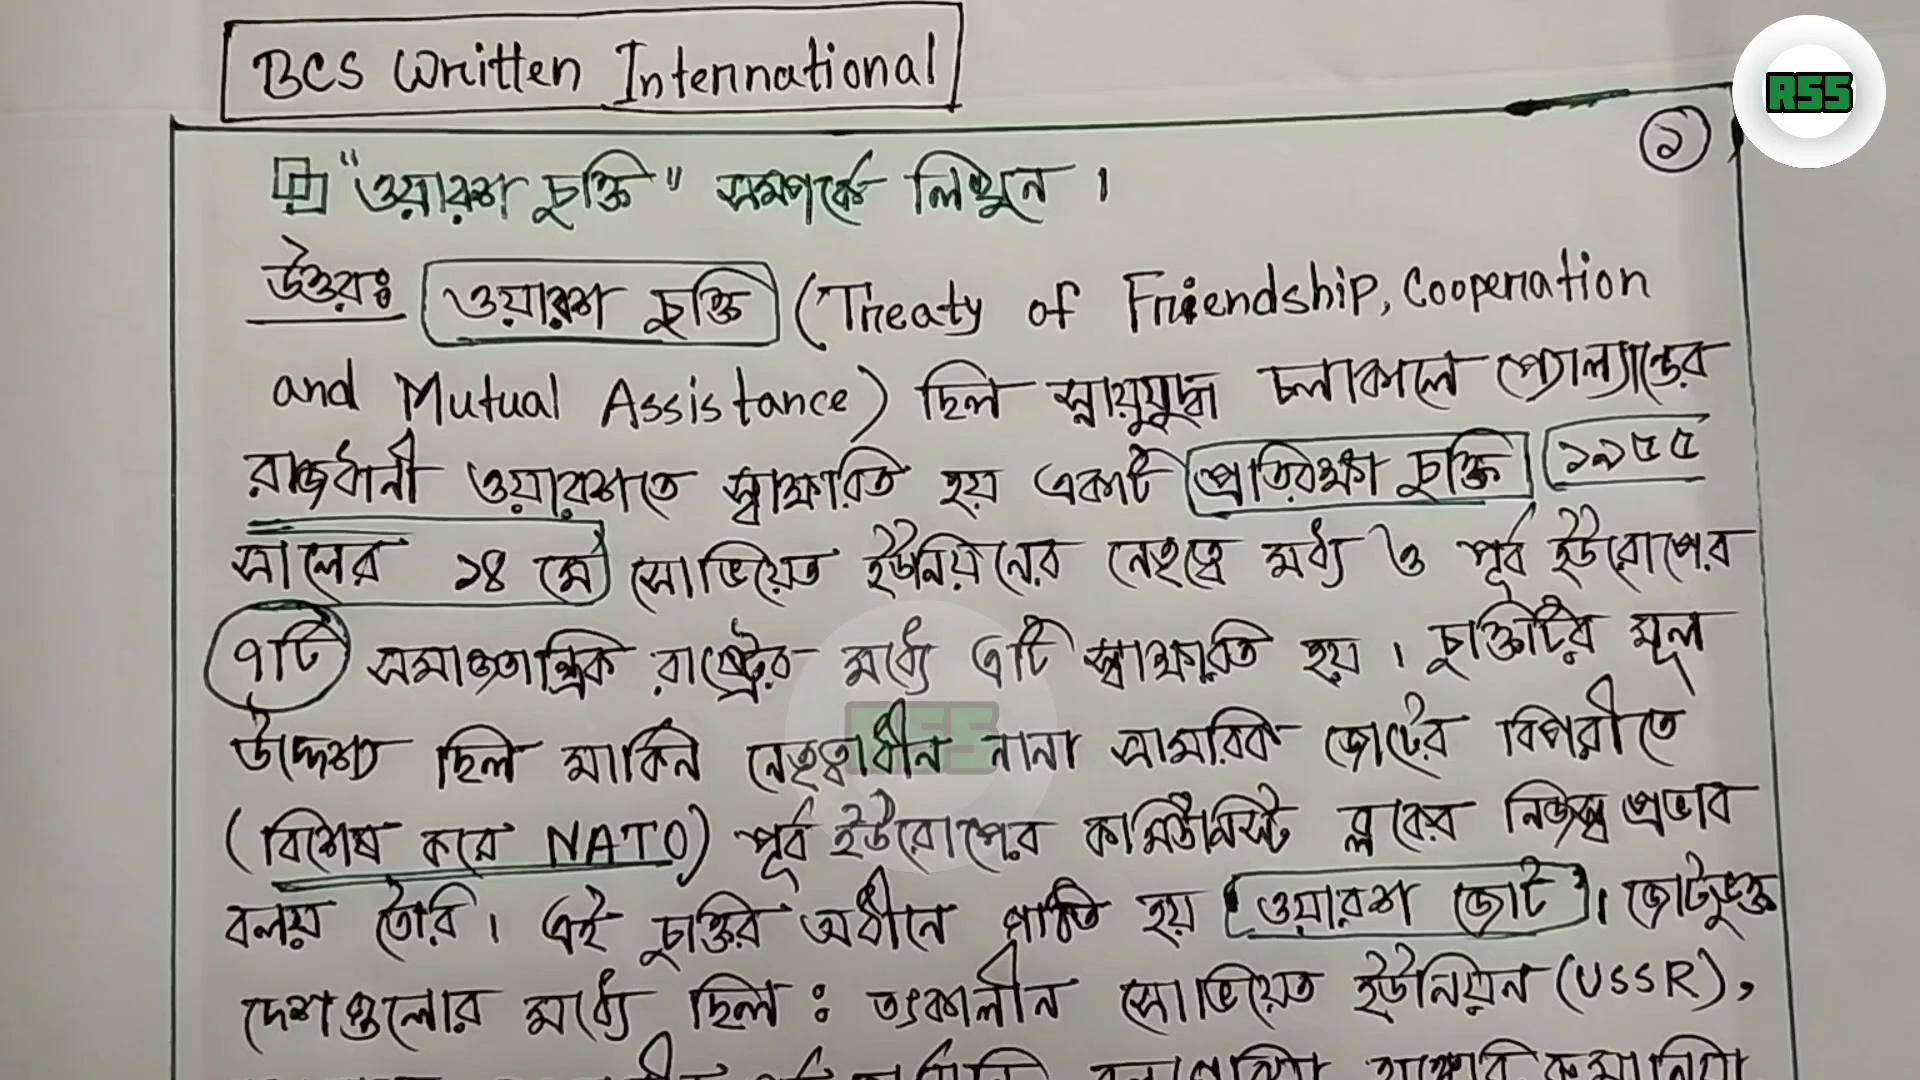 BCS Written International
RSS
১
"ওয়ারশ চুক্তি" সম্পর্কে লিখুন।
উত্তরঃ ওয়ারশ চুক্তি (Treaty of Friendship, Cooperation
and Mutual Assistance) ছিল স্নায়ুযুদ্ধ চলাকালে পোল্যান্ডের
রাজধানী ওয়ারশতে স্বাক্ষরিত হয় একটি প্রতিরক্ষা চুক্তি ১৯৫৫
সালের ১৪ মে সোভিয়েত ইউনিয়নের নেতৃত্বে মধ্য ও পূর্ব ইউরোপের
৭টি সমাজতান্ত্রিক রাষ্ট্রের মধ্যে এটি স্বাক্ষরিত হয়। চুক্তিটির মূল
উদ্দেশ্য ছিল মার্কিন নেতৃত্বাধীন নানা সামরিক জোটের বিপরীতে
RSS
(বিশেষ করে NATO) পূর্ব ইউরোপের কমিউনিস্ট ব্লকের নিজস্ব প্রভাব
বলয় তৈরি। এই চুক্তির অধীনে গঠিত হয় ওয়ারশ জোট। জোটভুক্ত
দেশগুলোর মধ্যে ছিল : তৎকালীন সোভিয়েত ইউনিয়ন (USSR),